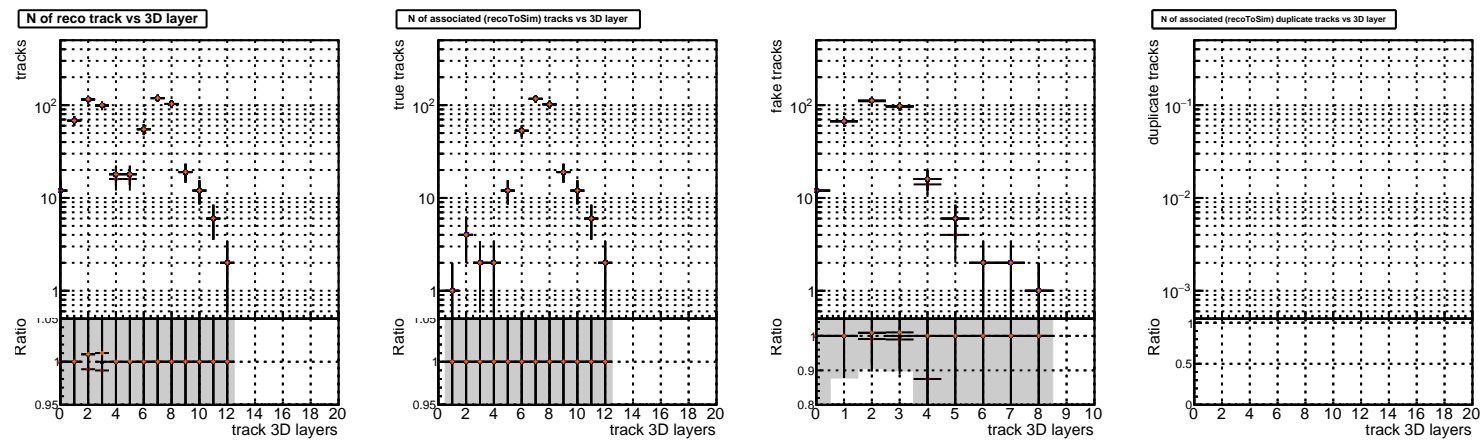 N of reco track vs 3D layer
tracks
10²
10
1
Ratio
1.05
1
0.95
0 2 4 6 8 10 12 14 16 18 20
track 3D layers
N of associated (recoToSim) tracks vs 3D layer
true tracks
10²
10
1
Ratio
1.05
1
0.95
0 2 4 6 8 10 12 14 16 18 20
track 3D layers
fake tracks
10²
10
1
Ratio
1
0.9
0.8
0 1 2 3 4 5 6 7 8 9 10
track 3D layers
N of associated (recoToSim) duplicate tracks vs 3D layer
duplicate tracks
10⁻¹
10⁻²
10⁻³
Ratio
1
0.5
0
0 2 4 6 8 10 12 14 16 18 20
track 3D layers